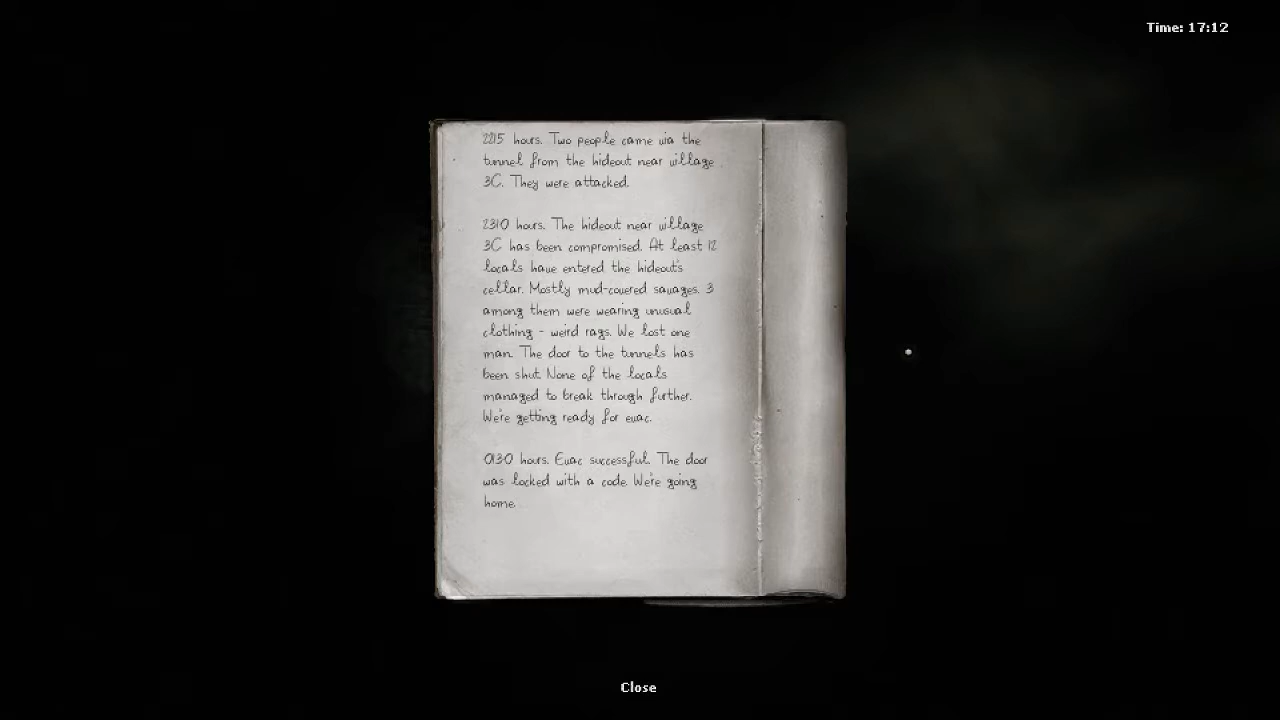 Time: 17:12
2215 hours. Two people came via the
tunnel from the hideout near village
3C. They were attacked.
2310 hours. The hideout near village
3C has been compromised. At least 12
locals have entered the hideout's
cellar. Mostly mud-covered savages. 3
among them were wearing unusual
clothing - weird rags. We lost one
man. The door to the tunnels has
been shut. None of the locals
managed to break through further.
We're getting ready for evac.
0130 hours. Evac successful. The door
was locked with a code. We're going
home.
Close